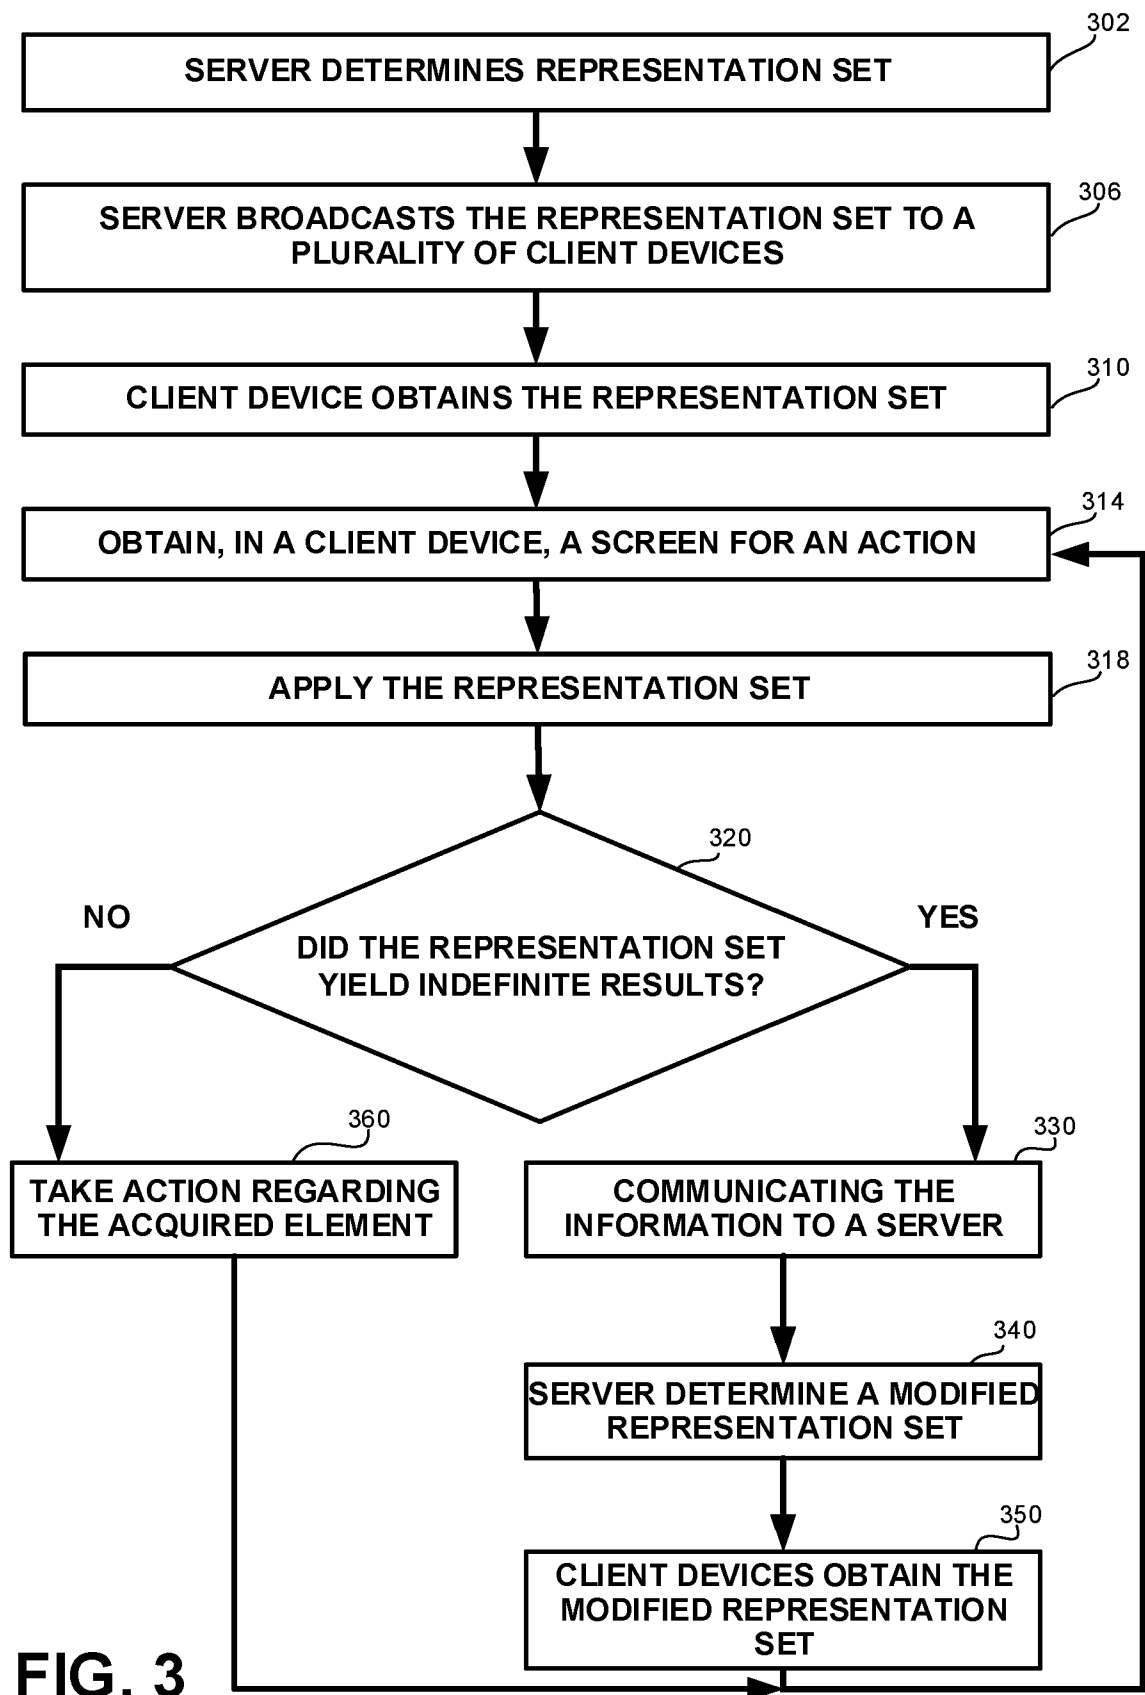 302
SERVER DETERMINES REPRESENTATION SET
306
SERVER BROADCASTS THE REPRESENTATION SET TO A
PLURALITY OF CLIENT DEVICES
310
CLIENT DEVICE OBTAINS THE REPRESENTATION SET
314
OBTAIN, IN A CLIENT DEVICE, A SCREEN FOR AN ACTION
318
APPLY THE REPRESENTATION SET
320
NO
YES
DID THE REPRESENTATION SET
YIELD INDEFINITE RESULTS?
360
TAKE ACTION REGARDING
THE ACQUIRED ELEMENT
330
COMMUNICATING THE
INFORMATION TO A SERVER
340
SERVER DETERMINE A MODIFIED
REPRESENTATION SET
350
CLIENT DEVICES OBTAIN THE
MODIFIED REPRESENTATION
SET
FIG. 3